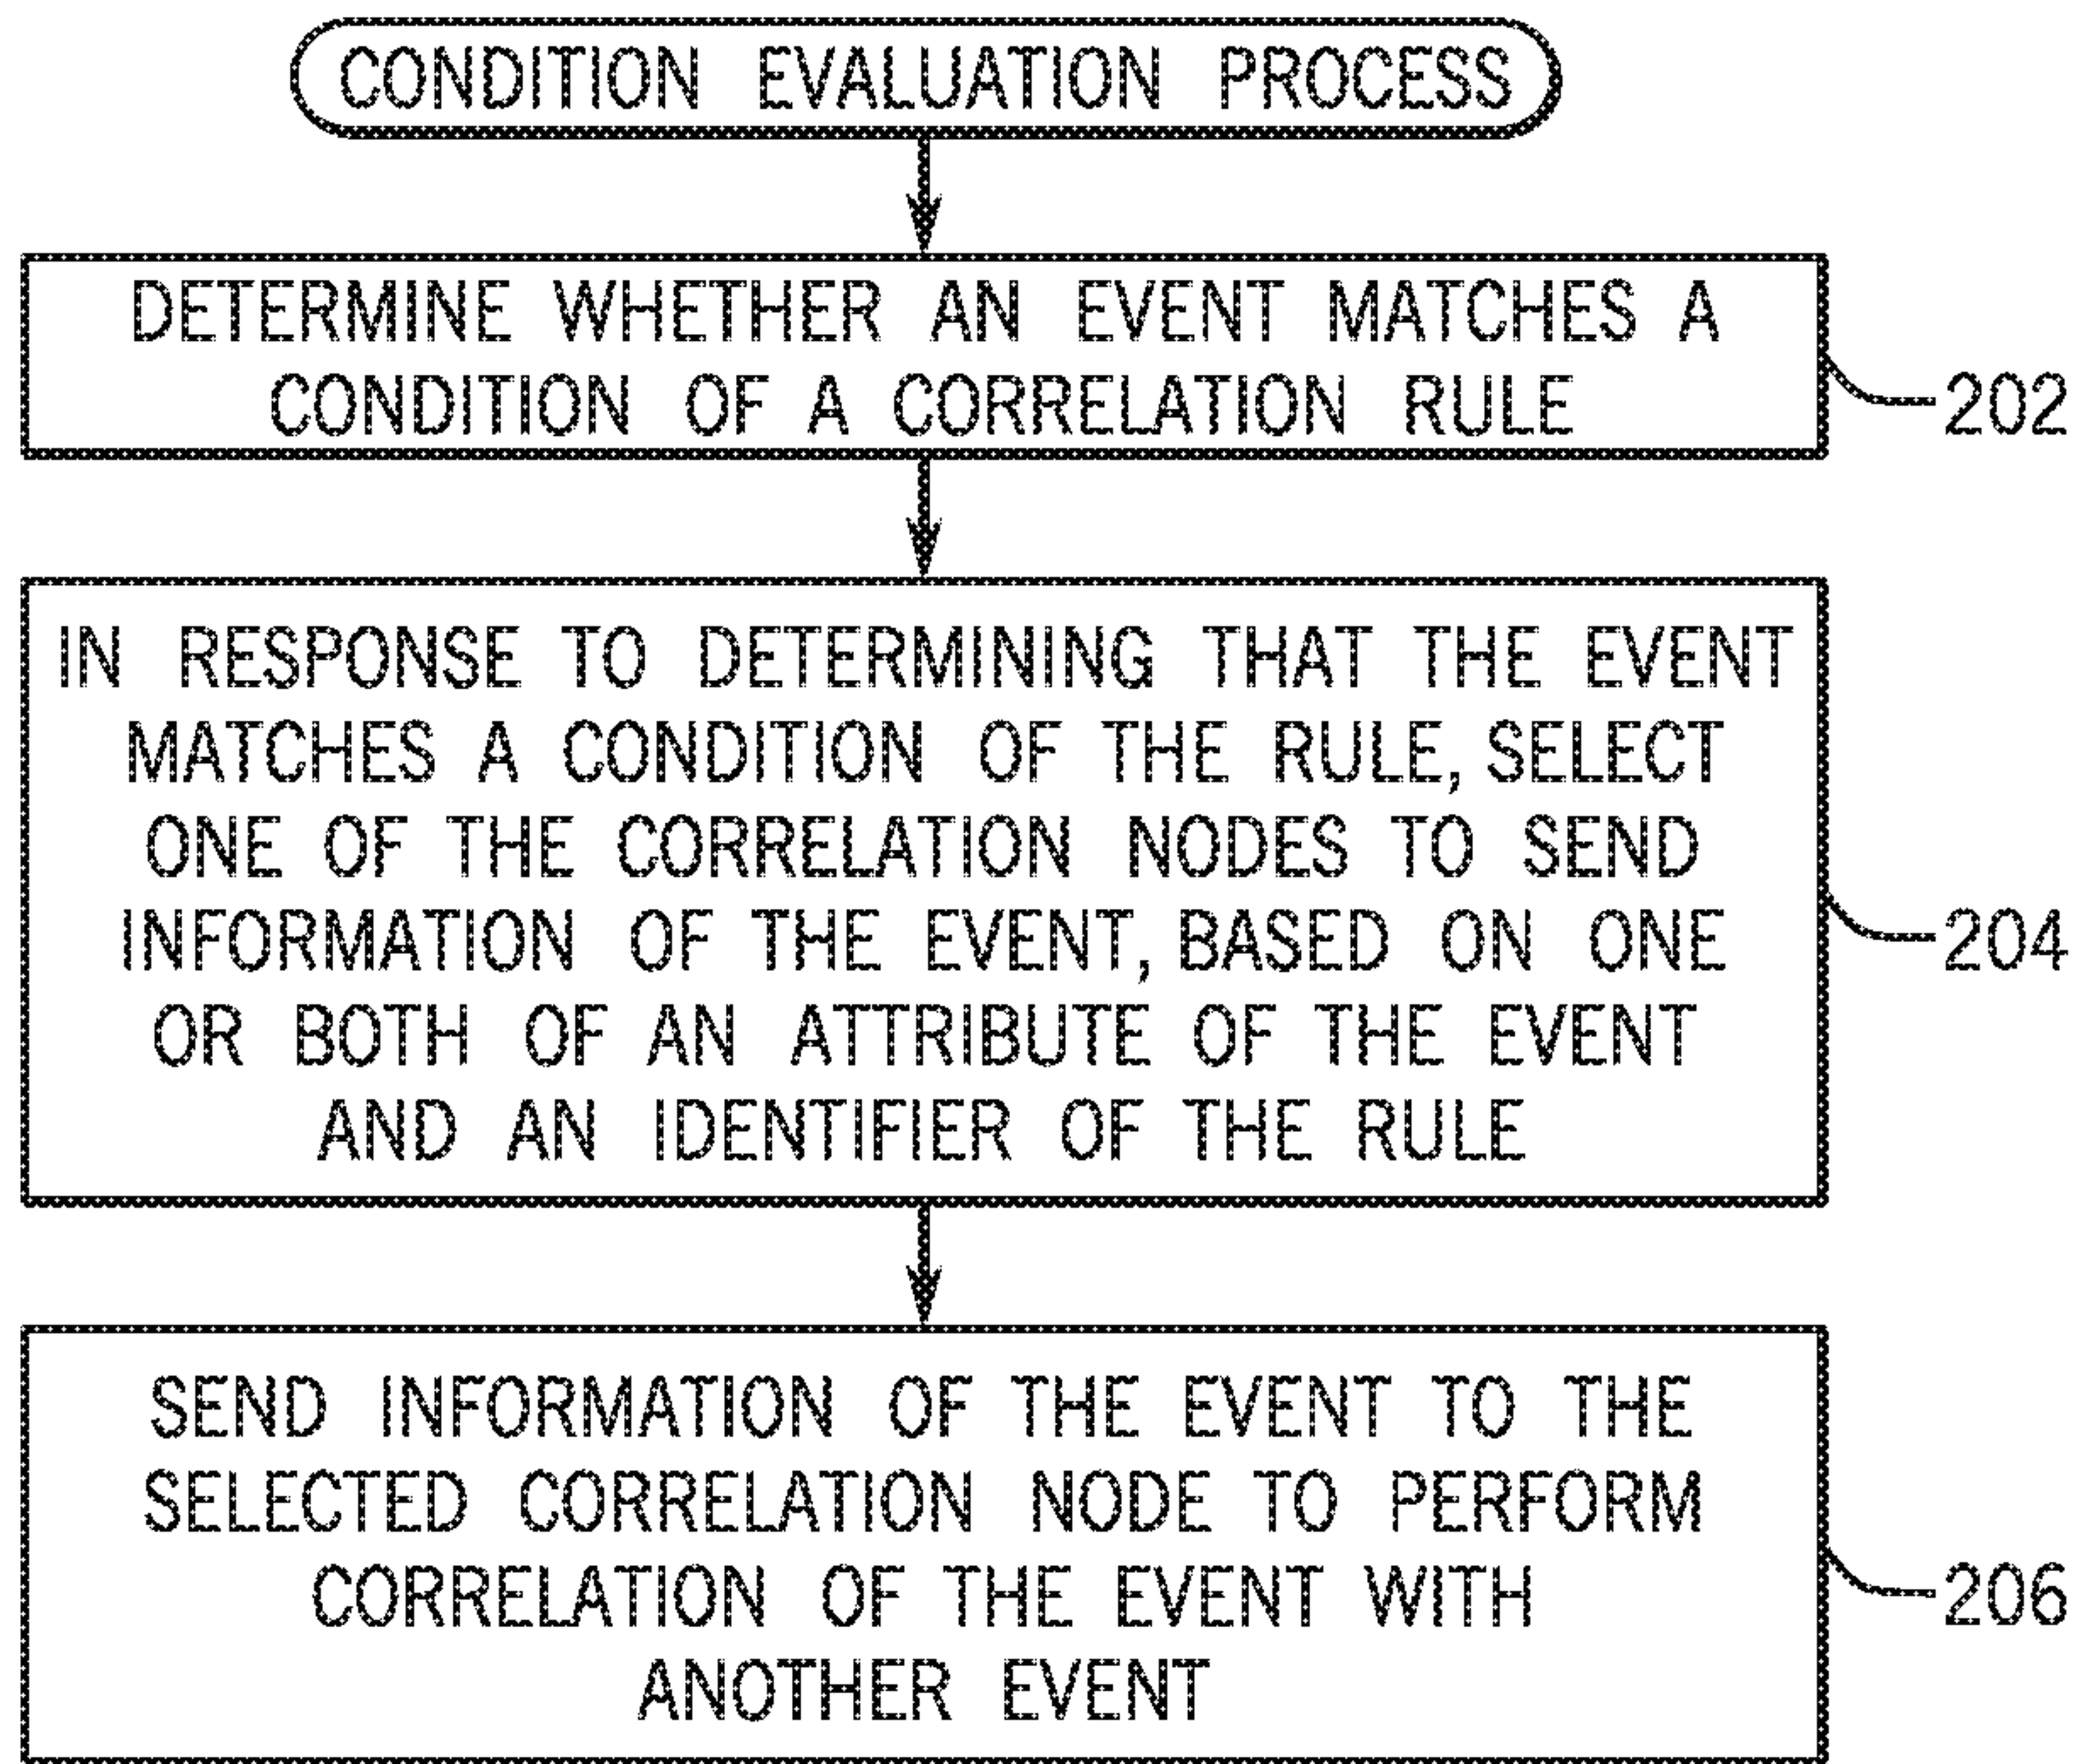 CONDITION EVALUATION PROCESS
DETERMINE WHETHER AN EVENT MATCHES A
CONDITION OF A CORRELATION RULE
202
IN RESPONSE TO DETERMINING THAT THE EVENT
MATCHES A CONDITION OF THE RULE, SELECT
ONE OF THE CORRELATION NODES TO SEND
INFORMATION OF THE EVENT, BASED ON ONE
OR BOTH OF AN ATTRIBUTE OF THE EVENT
AND AN IDENTIFIER OF THE RULE
204
SEND INFORMATION OF THE EVENT TO THE
SELECTED CORRELATION NODE TO PERFORM
CORRELATION OF THE EVENT WITH
ANOTHER EVENT
206